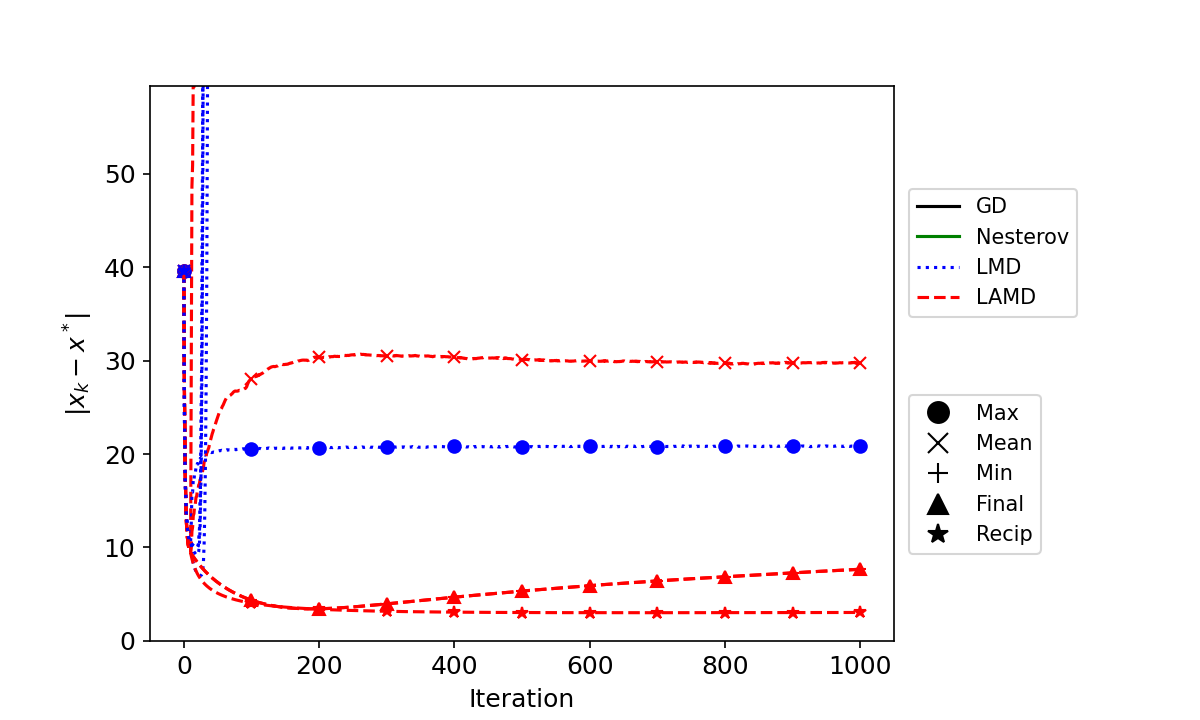 50
40
30
20
10
0
|x_k − x^*|
0 200 400 600 800 1000
Iteration
GD
Nesterov
LMD
LAMD
Max
Mean
Min
Final
Recip